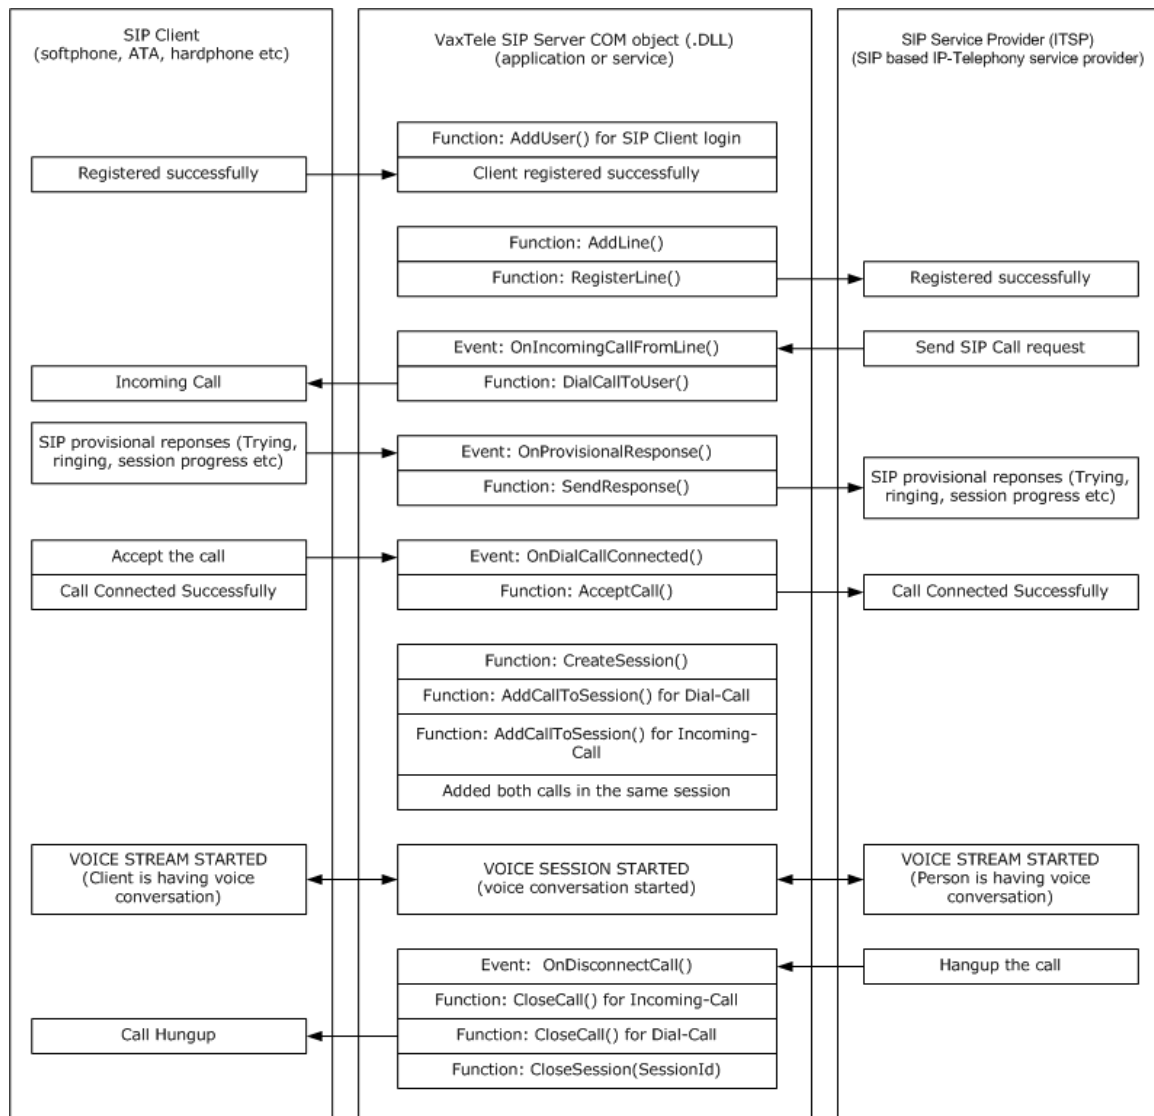 SIP Client
(softphone, ATA, hardphone etc)
VaxTele SIP Server COM object (.DLL)
(application or service)
SIP Service Provider (ITSP)
(SIP based IP-Telephony service provider)
Function: AddUser() for SIP Client login
Registered successfully
Client registered successfully
Function: AddLine()
Function: RegisterLine()
Registered successfully
Event: OnIncomingCallFromLine()
Send SIP Call request
Incoming Call
Function: DialCallToUser()
SIP provisional reponses (Trying,
ringing, session progress etc)
Event: OnProvisionalResponse()
Function: SendResponse()
SIP provisional reponses (Trying,
ringing, session progress etc)
Accept the call
Event: OnDialCallConnected()
Call Connected Successfully
Function: AcceptCall()
Call Connected Successfully
Function: CreateSession()
Function: AddCallToSession() for Dial-Call
Function: AddCallToSession() for Incoming-
Call
Added both calls in the same session
VOICE STREAM STARTED
(Client is having voice
conversation)
VOICE SESSION STARTED
(voice conversation started)
VOICE STREAM STARTED
(Person is having voice
conversation)
Event:  OnDisconnectCall()
Hangup the call
Function: CloseCall() for Incoming-Call
Call Hungup
Function: CloseCall() for Dial-Call
Function: CloseSession(SessionId)